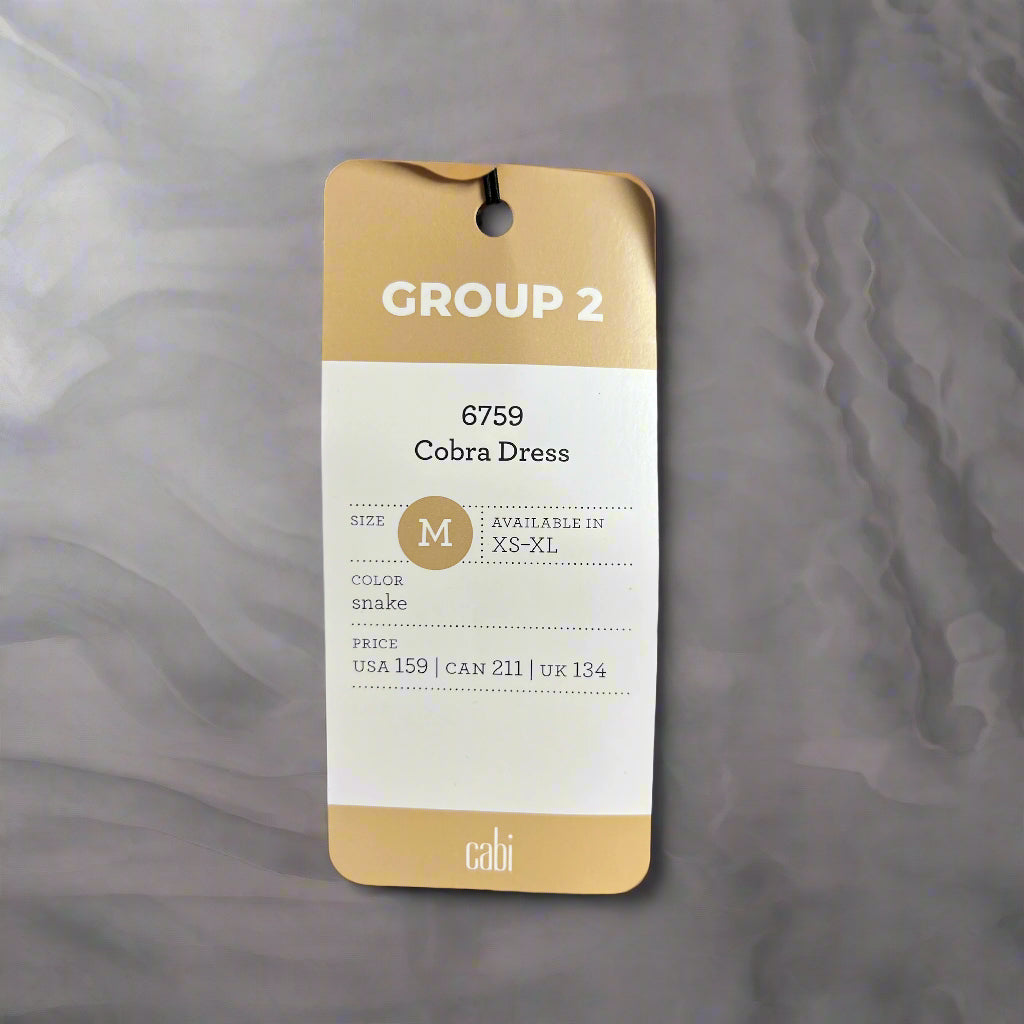 GROUP 2
6759
Cobra Dress
SIZE M AVAILABLE IN
XS-XL
COLOR
snake
PRICE
USA 159 | CAN 211 | UK 134
cabi